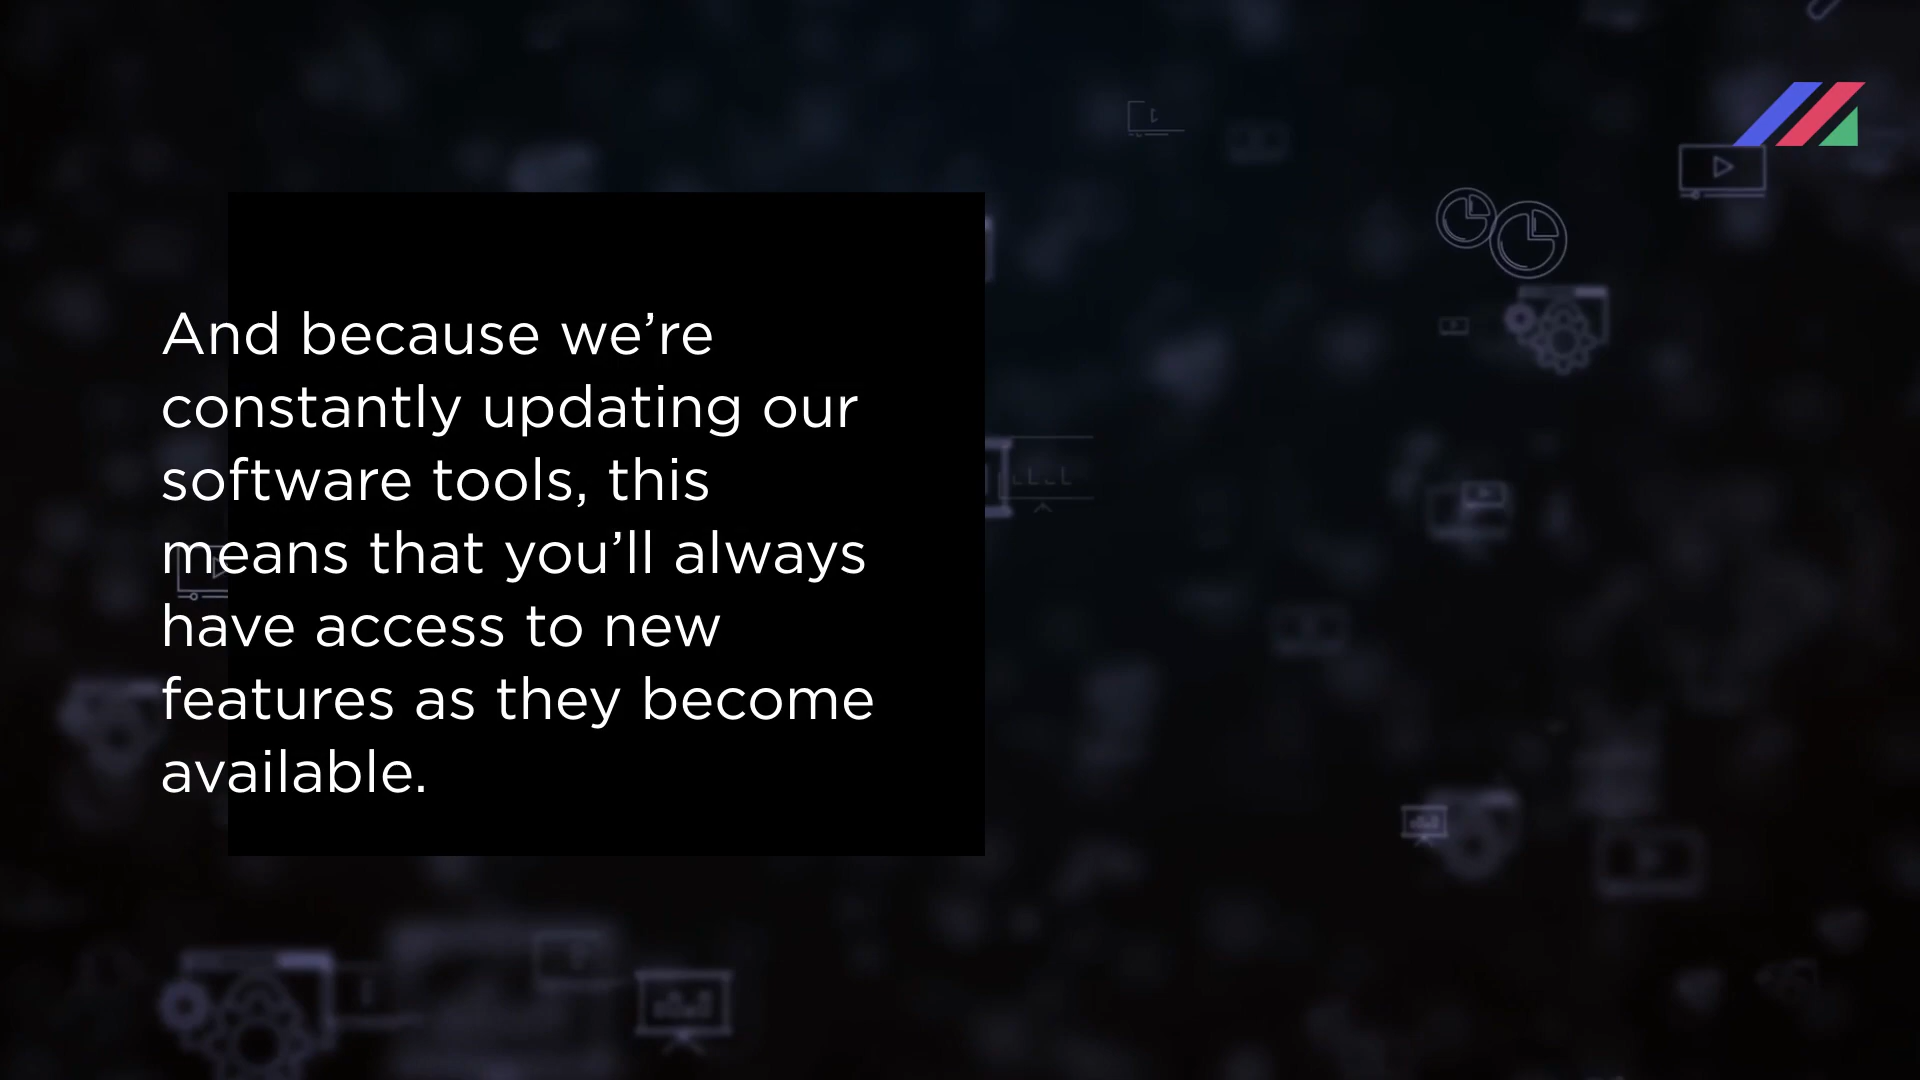 And because we’re
constantly updating our
software tools, this
means that you’ll always
have access to new
features as they become
available.